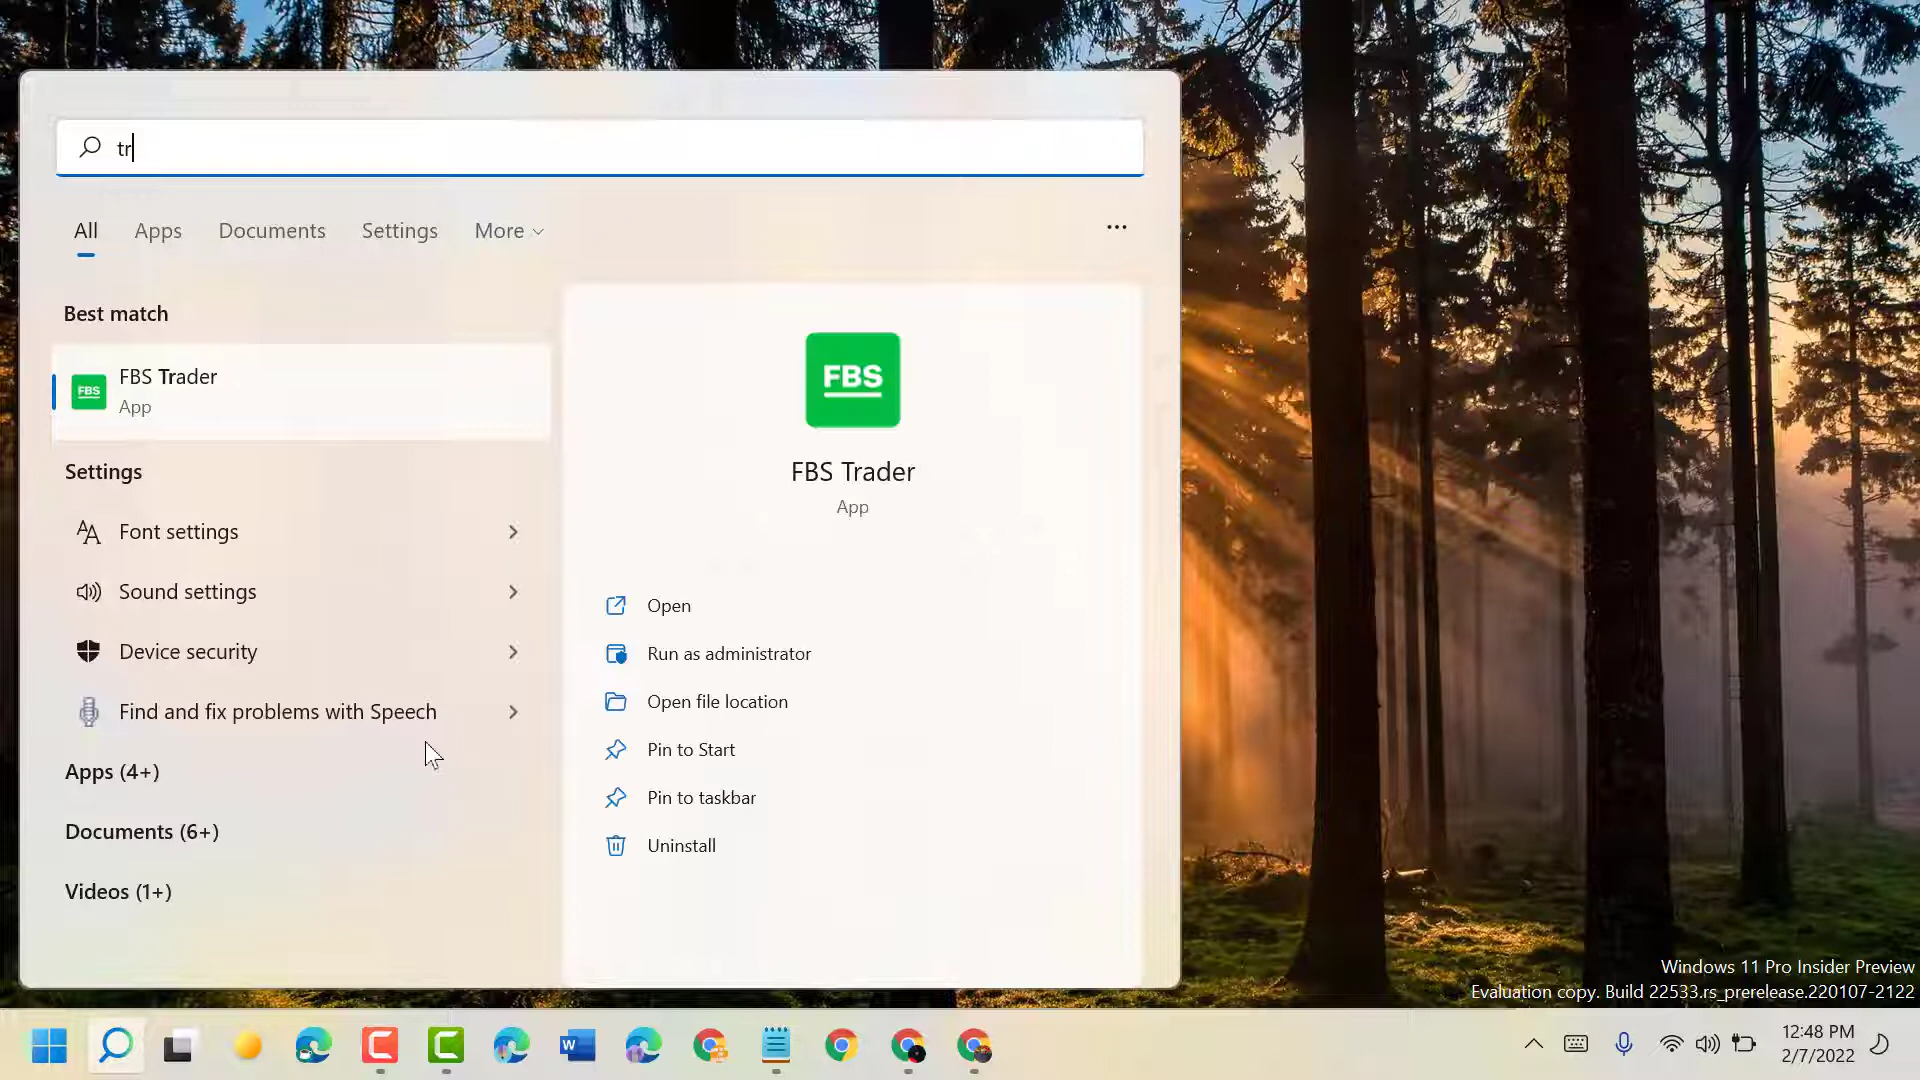 tr
All Apps Documents Settings More
Best match
FBS Trader
App
FBS
Settings
Font settings
Sound settings
Device security
Find and fix problems with Speech
Apps (4+)
Documents (6+)
Videos (1+)
FBS
FBS Trader
App
Open
Run as administrator
Open file location
Pin to Start
Pin to taskbar
Uninstall
Windows 11 Pro Insider Preview
Evaluation copy. Build 22533.rs_prerelease.220107-2122
12:48 PM
2/7/2022